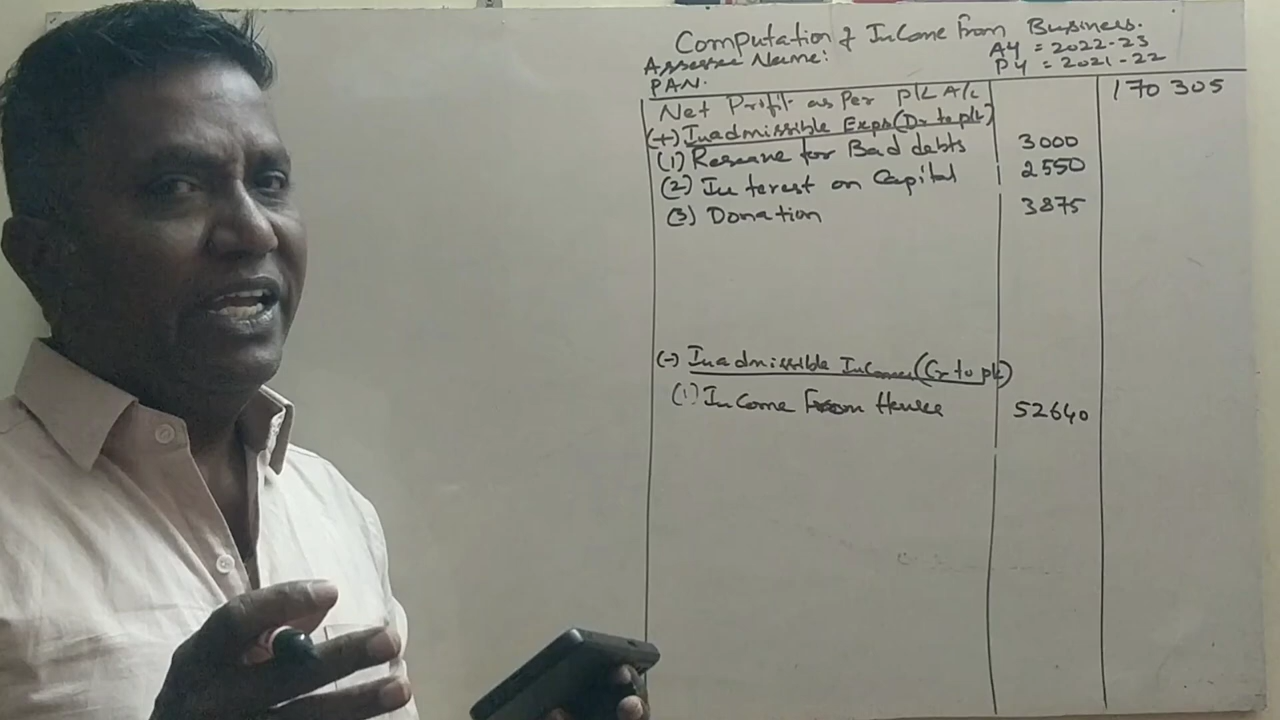 Computation of Income From Business.
Assessee Name:
AY = 2022-23
PAN.
PY = 2021-22
Net Profit as Per P/L A/c 170 305
(+) Inadmissible Exps (Dr to p/L)
(1) Reserve for Bad debts 3000
(2) Interest on Capital 2550
(3) Donation 3875
(-) Inadmissible Incomes (Cr to p/L)
(1) Income From House 52640